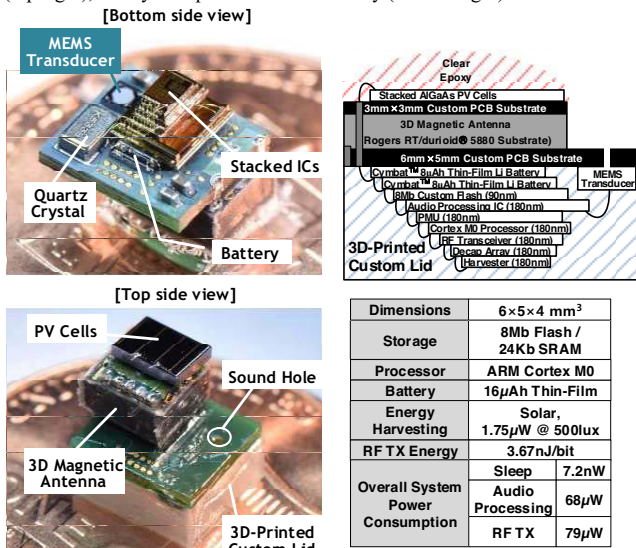 [Bottom side view]
MEMS
Transducer
Stacked ICs
Quartz
Crystal
Battery
Clear
Epoxy
Stacked AlGaAs PV Cells
3mm×3mm Custom PCB Substrate
3D Magnetic Antenna
Rogers RT/duroid® 5880 Substrate)
6mm×5mm Custom PCB Substrate
Cymbat™ 8µAh Thin-Film Li Battery
Cymbat™ 8µAh Thin-Film Li Battery
8Mb Custom Flash (90nm)
Audio Processing IC (180nm)
PMU (180nm)
Cortex M0 Processor (180nm)
RF Transceiver (180nm)
Decap Array (180nm)
Harvester (180nm)
MEMS
Transducer
3D-Printed
Custom Lid
[Top side view]
PV Cells
Sound Hole
3D Magnetic
Antenna
3D-Printed
Custom Lid
Dimensions 6×5×4 mm³
Storage 8Mb Flash / 24Kb SRAM
Processor ARM Cortex M0
Battery 16µAh Thin-Film
Energy Harvesting Solar, 1.75µW @ 500lux
RF TX Energy 3.67nJ/bit
Overall System Power Consumption
Sleep 7.2nW
Audio Processing 68µW
RF TX 79µW